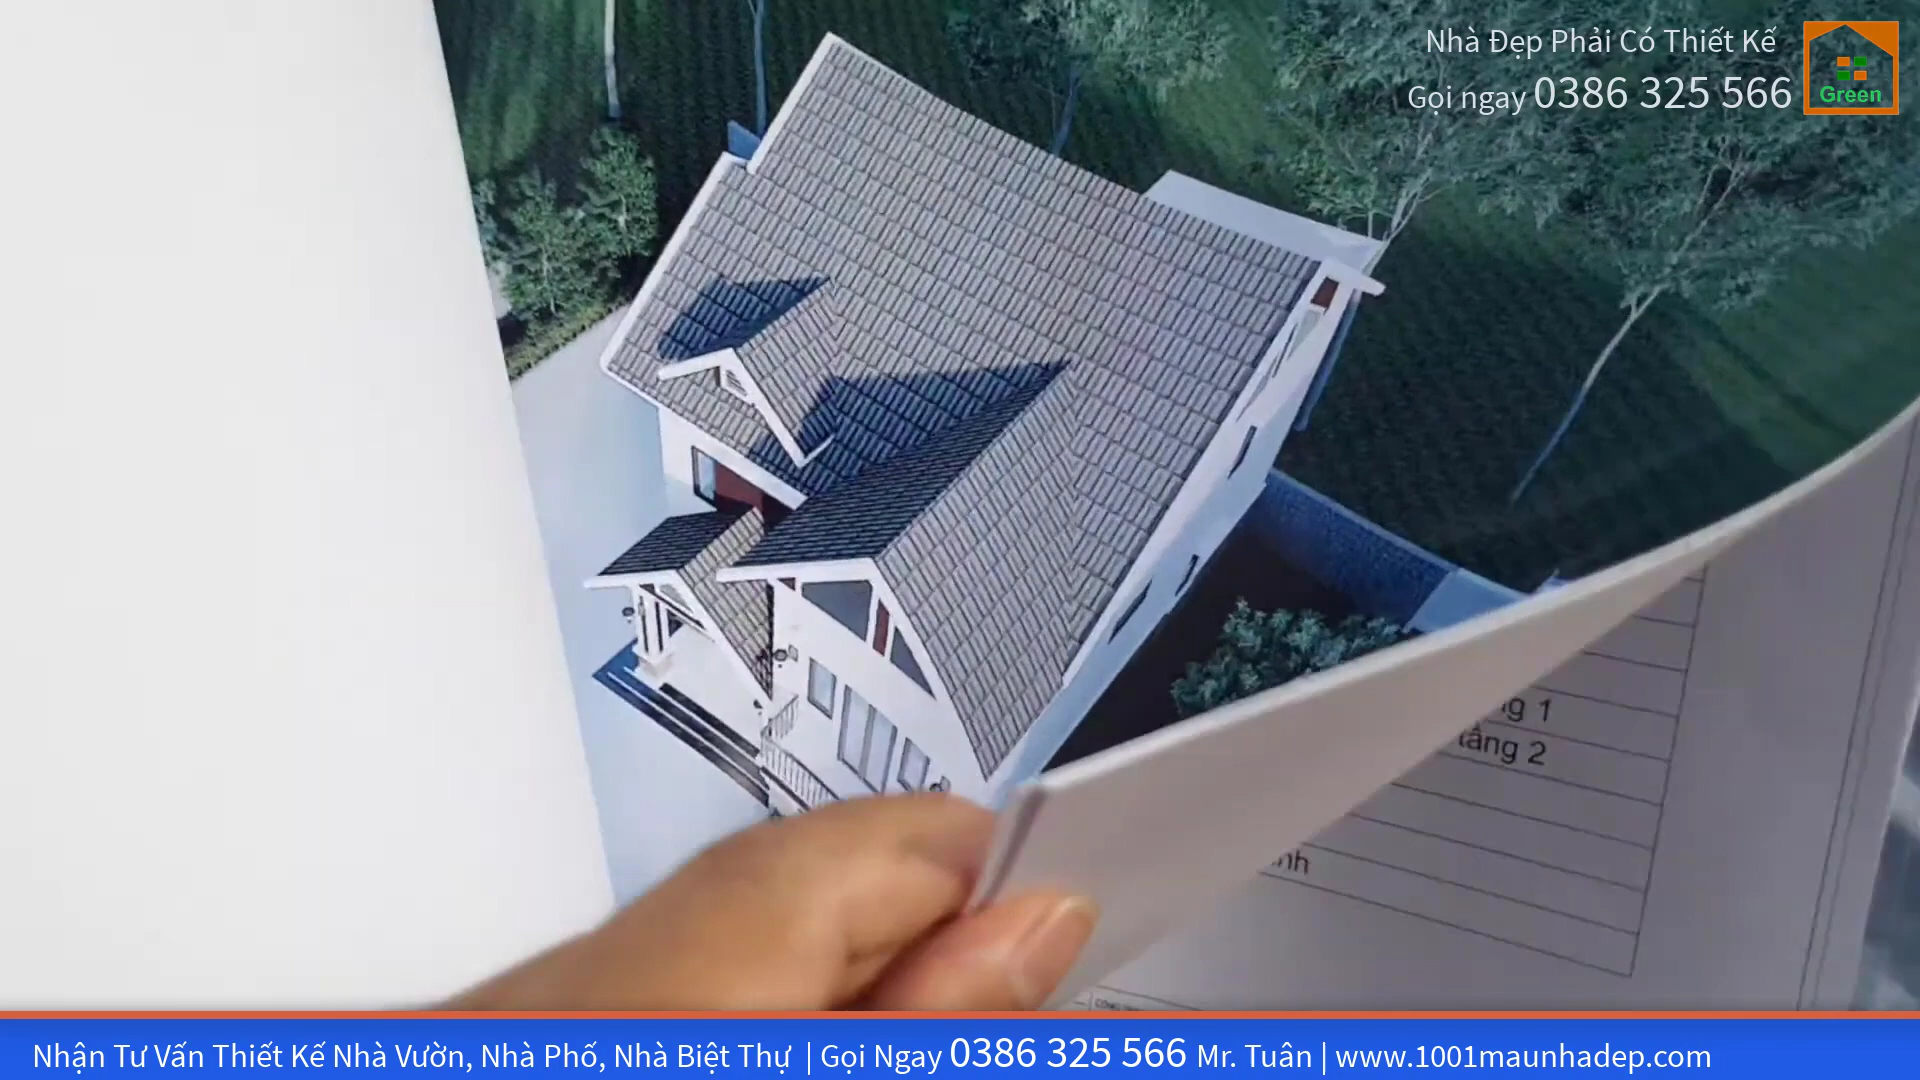 Nhà Đẹp Phải Có Thiết Kế
Gọi ngay 0386 325 566
Green
1
tầng 2
Nhận Tư Vấn Thiết Kế Nhà Vườn, Nhà Phố, Nhà Biệt Thự | Gọi Ngay 0386 325 566 Mr. Tuân | www.1001maunhadep.com